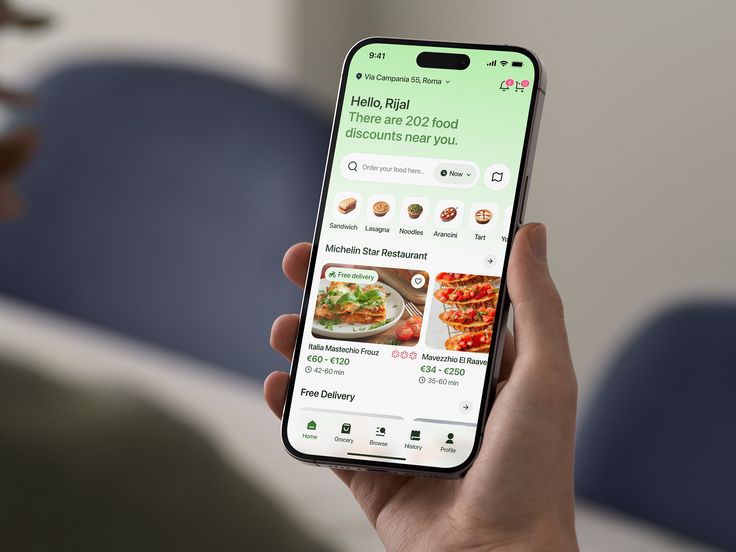 9:41
Via Campania 55, Roma
Hello, Rijal
There are 202 food
discounts near you.
Order your food here...
Now
Sandwich
Lasagna
Noodles
Arancini
Tart
Michelin Star Restaurant
Free delivery
Italia Mastechio Frouz
€60 - €120
42-60 min
Mavezzhio El Raave
€34 - €250
35-60 min
Free Delivery
Home
Grocery
Browse
History
Profile